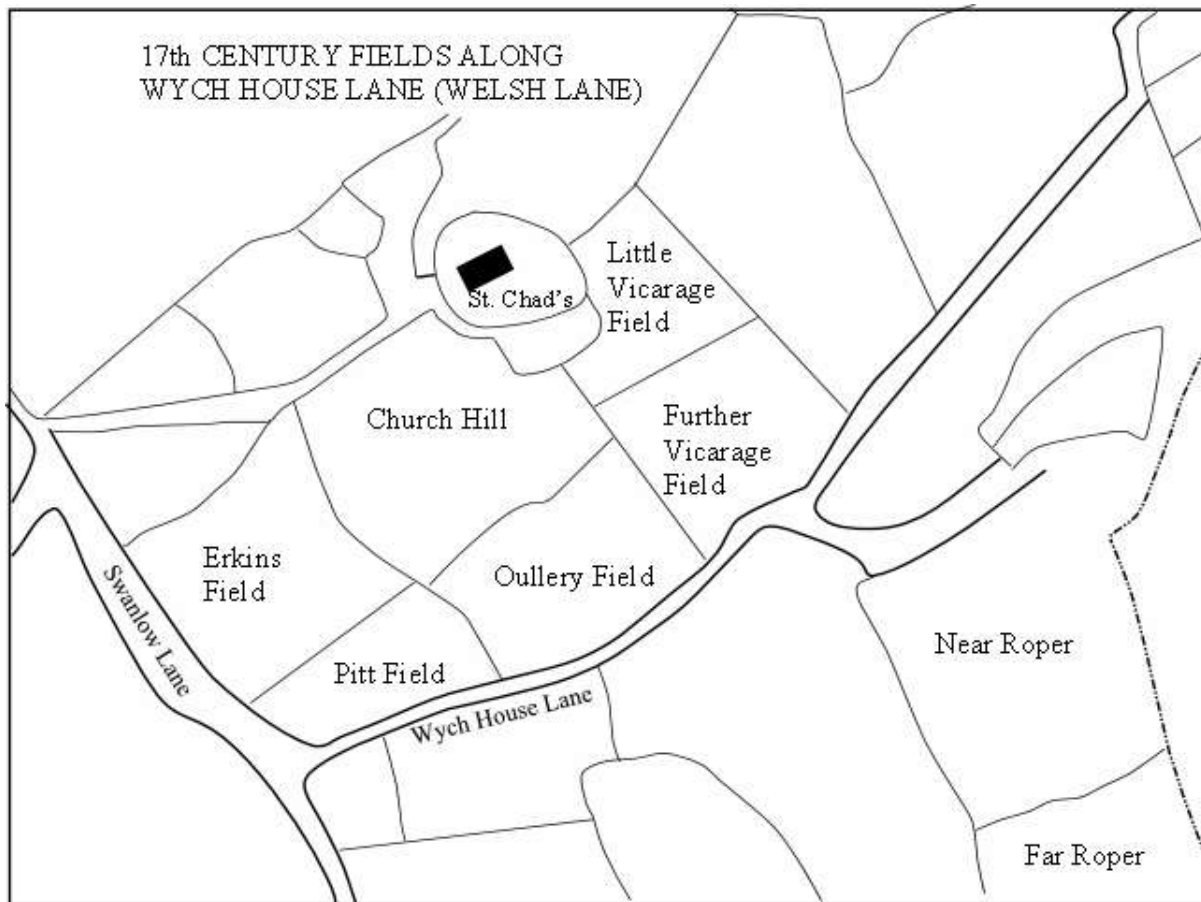 17th CENTURY FIELDS ALONG
WYCH HOUSE LANE (WELSH LANE)
St. Chad's
Little
Vicarage
Field
Church Hill
Further
Vicarage
Field
Erkins
Field
Oullery Field
Swanlow Lane
Pitt Field
Near Roper
Wych House Lane
Far Roper